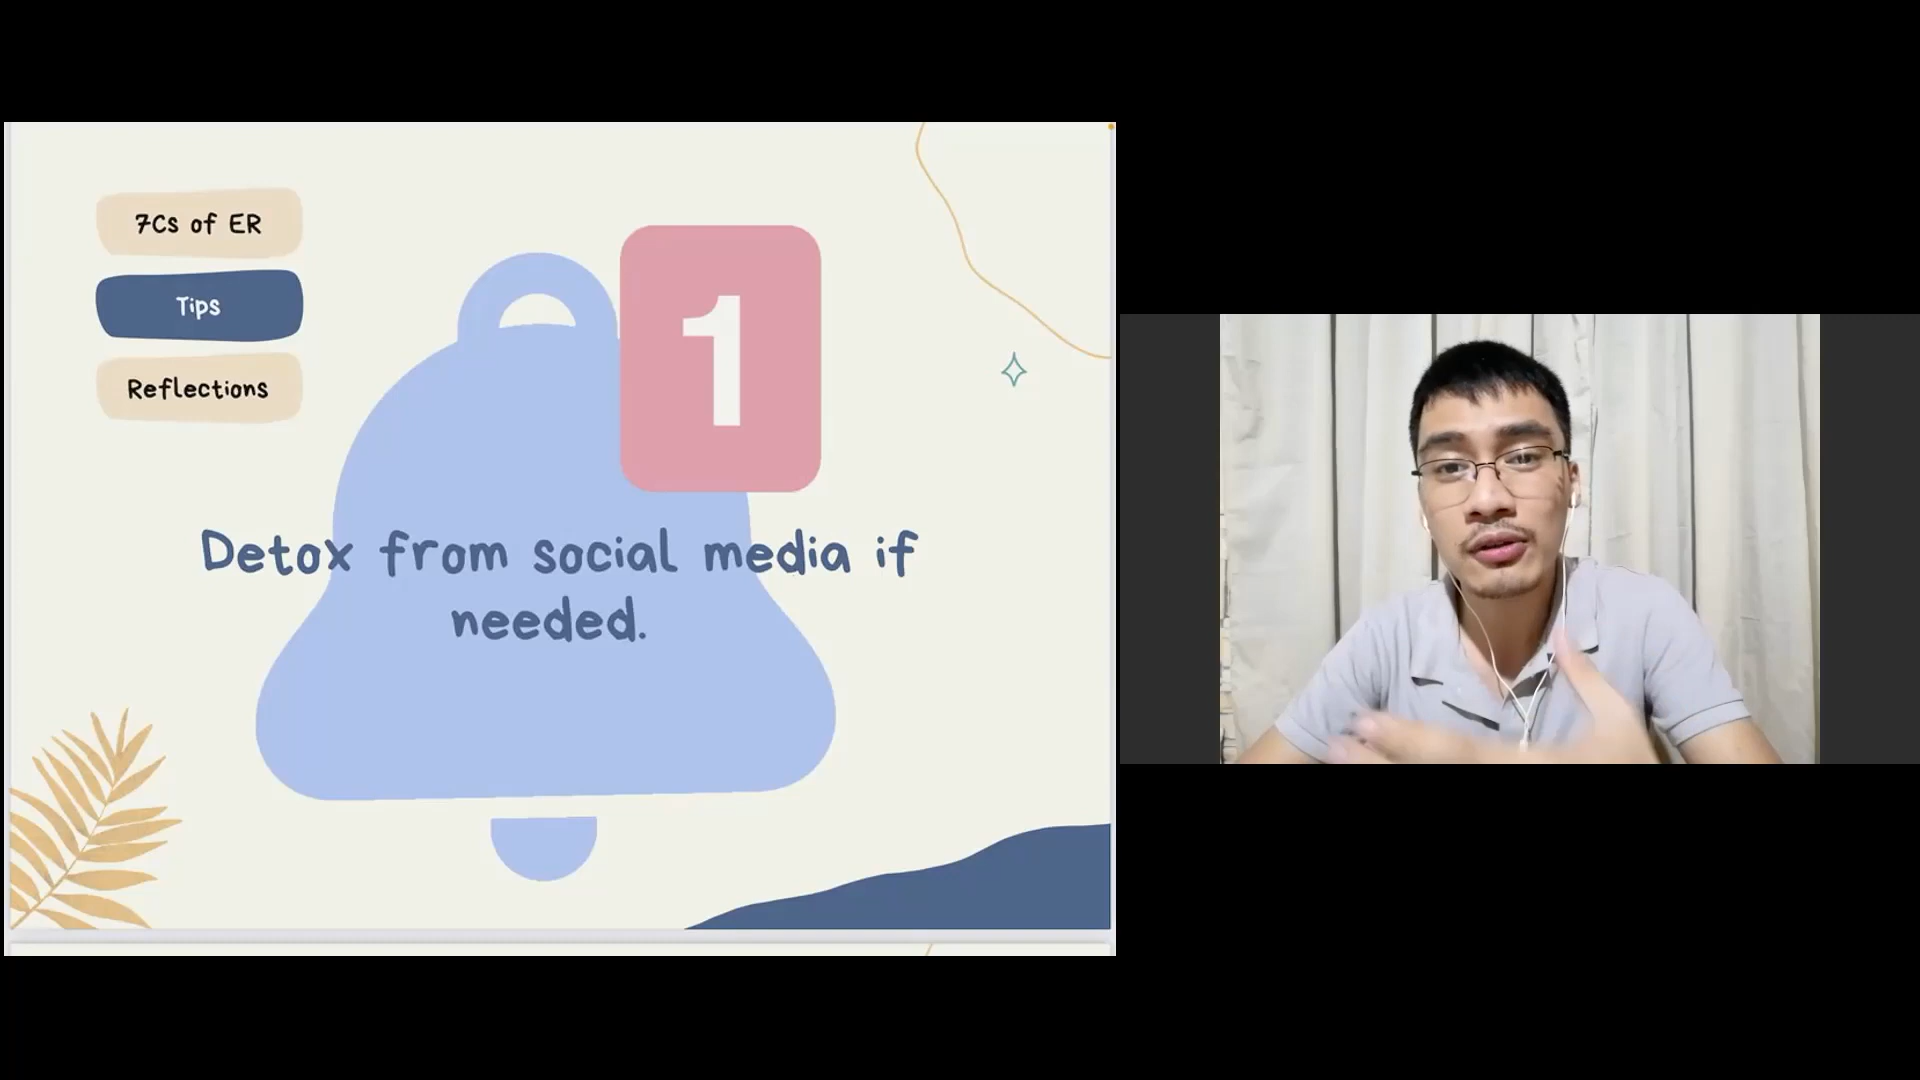 7Cs of ER
Tips
Reflections
1
Detox from social media if
needed.